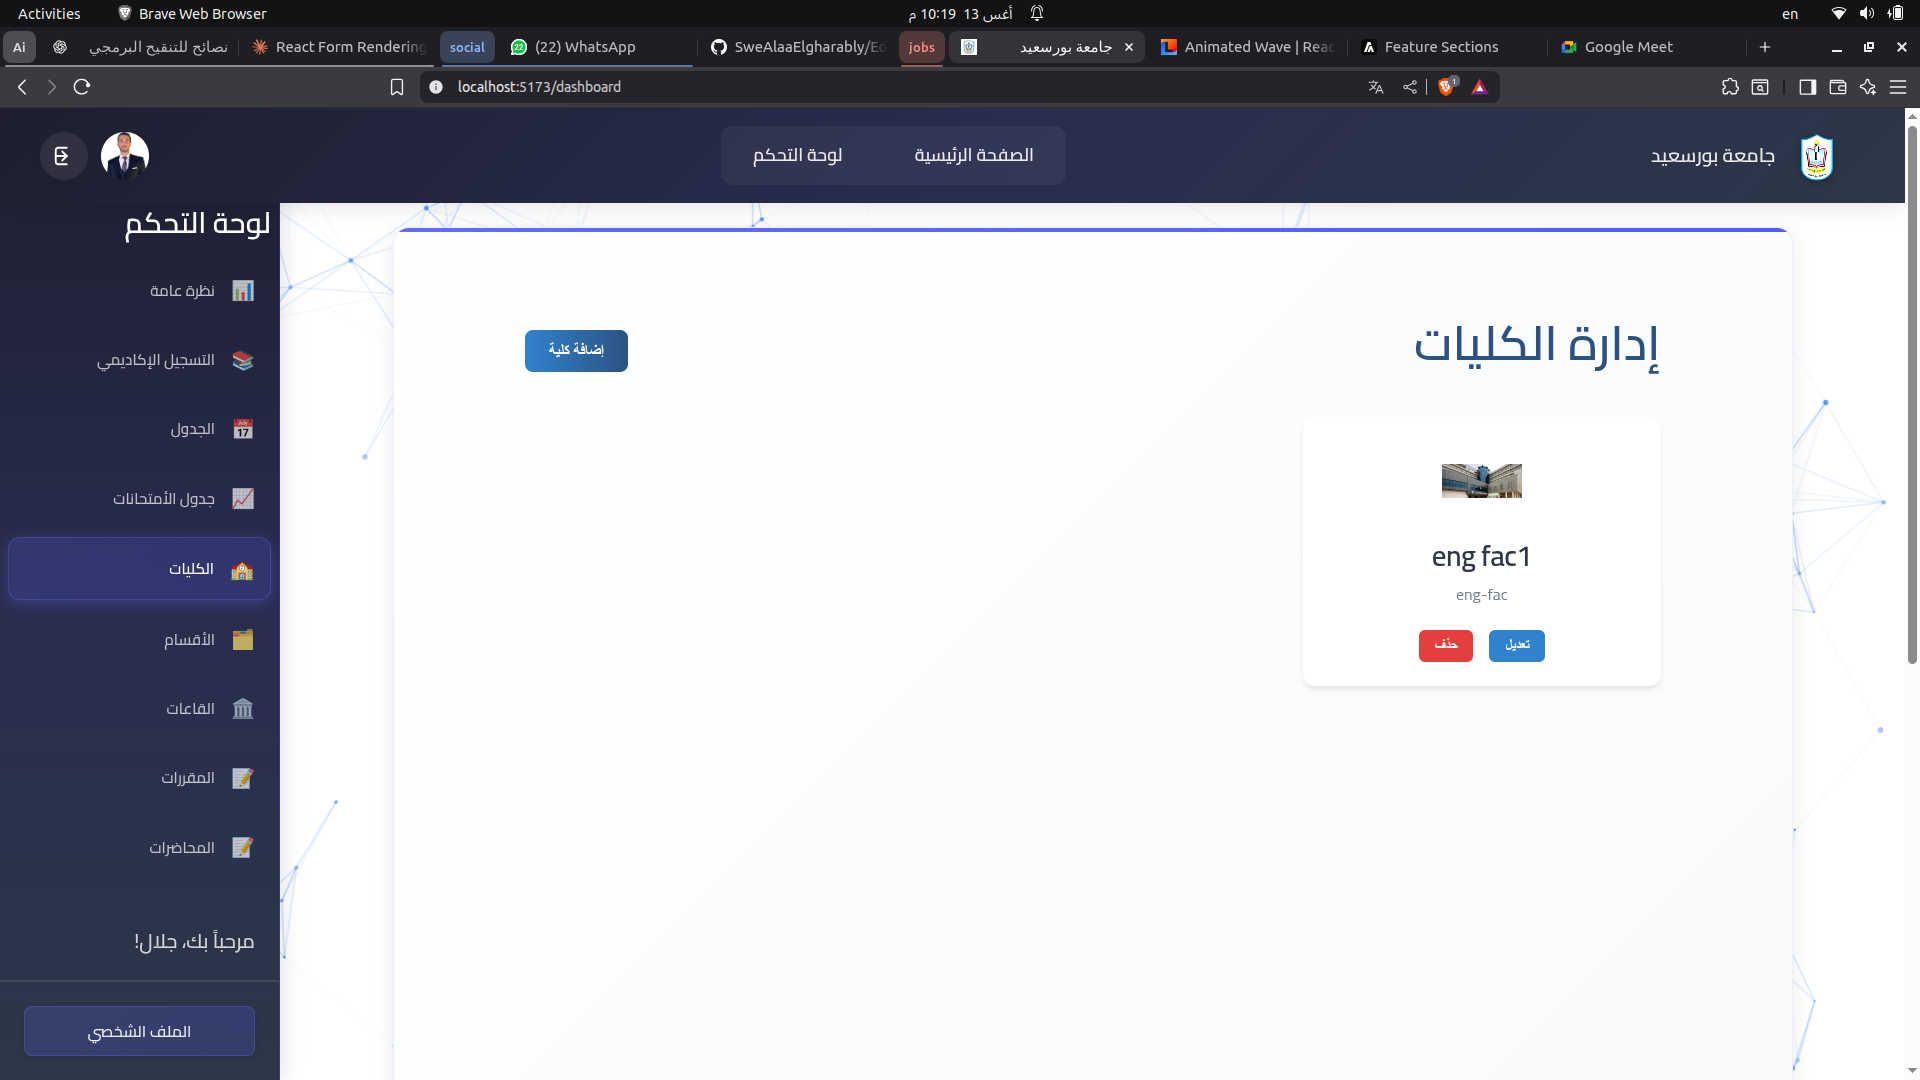 Activities
Brave Web Browser
أغس 13 10:19 م
en
Ai
نصائح للتنقيح البرمجي
React Form Rendering
social
(22) WhatsApp
SweAlaaElgharably/Ed
jobs
جامعة بورسعيد
Animated Wave | Reac
Feature Sections
Google Meet
localhost:5173/dashboard
1
جامعة بورسعيد
الصفحة الرئيسية
لوحة التحكم
لوحة التحكم
نظرة عامة
التسجيل الإكاديمي
الجدول
جدول الأمتحانات
الكليات
الأقسام
القاعات
المقررات
المحاضرات
مرحباً بك، جلال!
الملف الشخصي
إدارة الكليات
إضافة كلية
eng fac1
eng-fac
تعديل
حذف